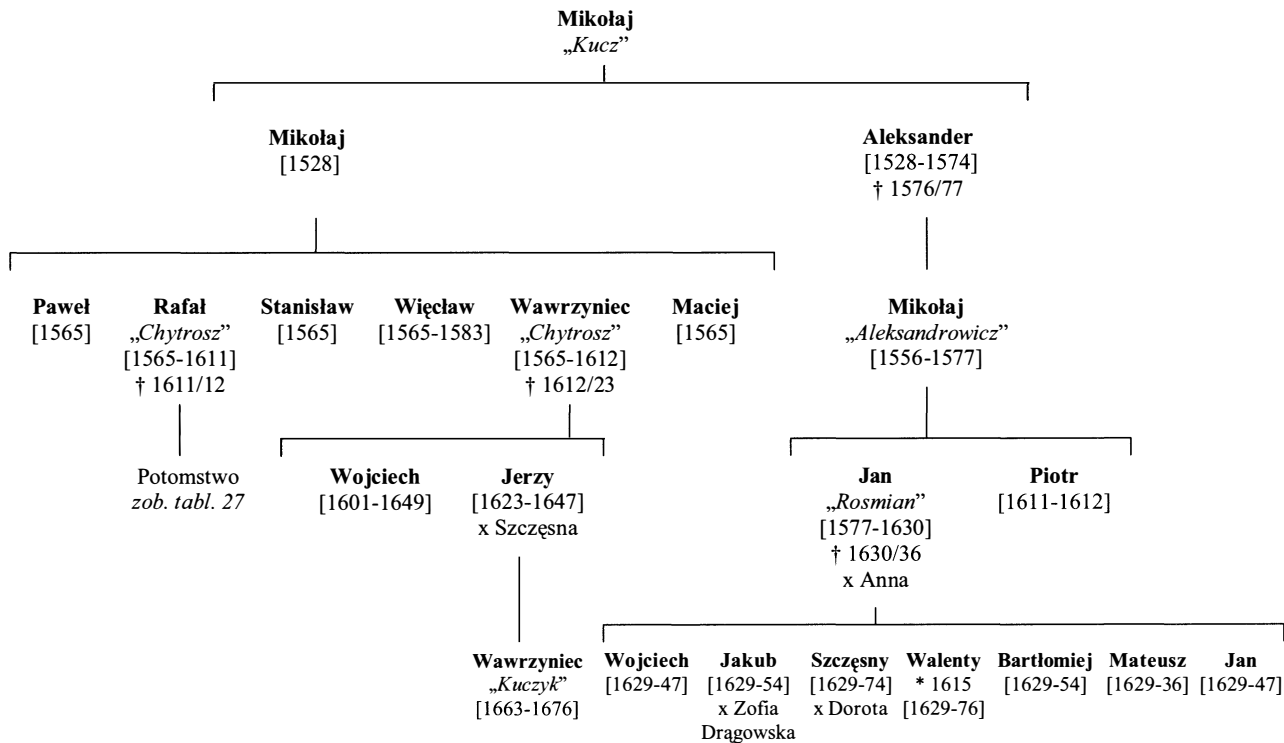 Mikołaj
„Kucz”
Mikołaj
[1528]
Aleksander
[1528-1574]
† 1576/77
Paweł
[1565]
Rafał
„Chytrosz”
[1565-1611]
† 1611/12
Stanisław
[1565]
Więcław
[1565-1583]
Wawrzyniec
„Chytrosz”
[1565-1612]
† 1612/23
Maciej
[1565]
Mikołaj
„Aleksandrowicz”
[1556-1577]
Potomstwo
zob. tabl. 27
Wojciech
[1601-1649]
Jerzy
[1623-1647]
x Szczęsna
Jan
„Rosmian”
[1577-1630]
† 1630/36
x Anna
Piotr
[1611-1612]
Wawrzyniec
„Kuczyk”
[1663-1676]
Wojciech
[1629-47]
Jakub
[1629-54]
x Zofia
Drągowska
Szczęsny
[1629-74]
x Dorota
Walenty
* 1615
[1629-76]
Bartłomiej
[1629-54]
Mateusz
[1629-36]
Jan
[1629-47]